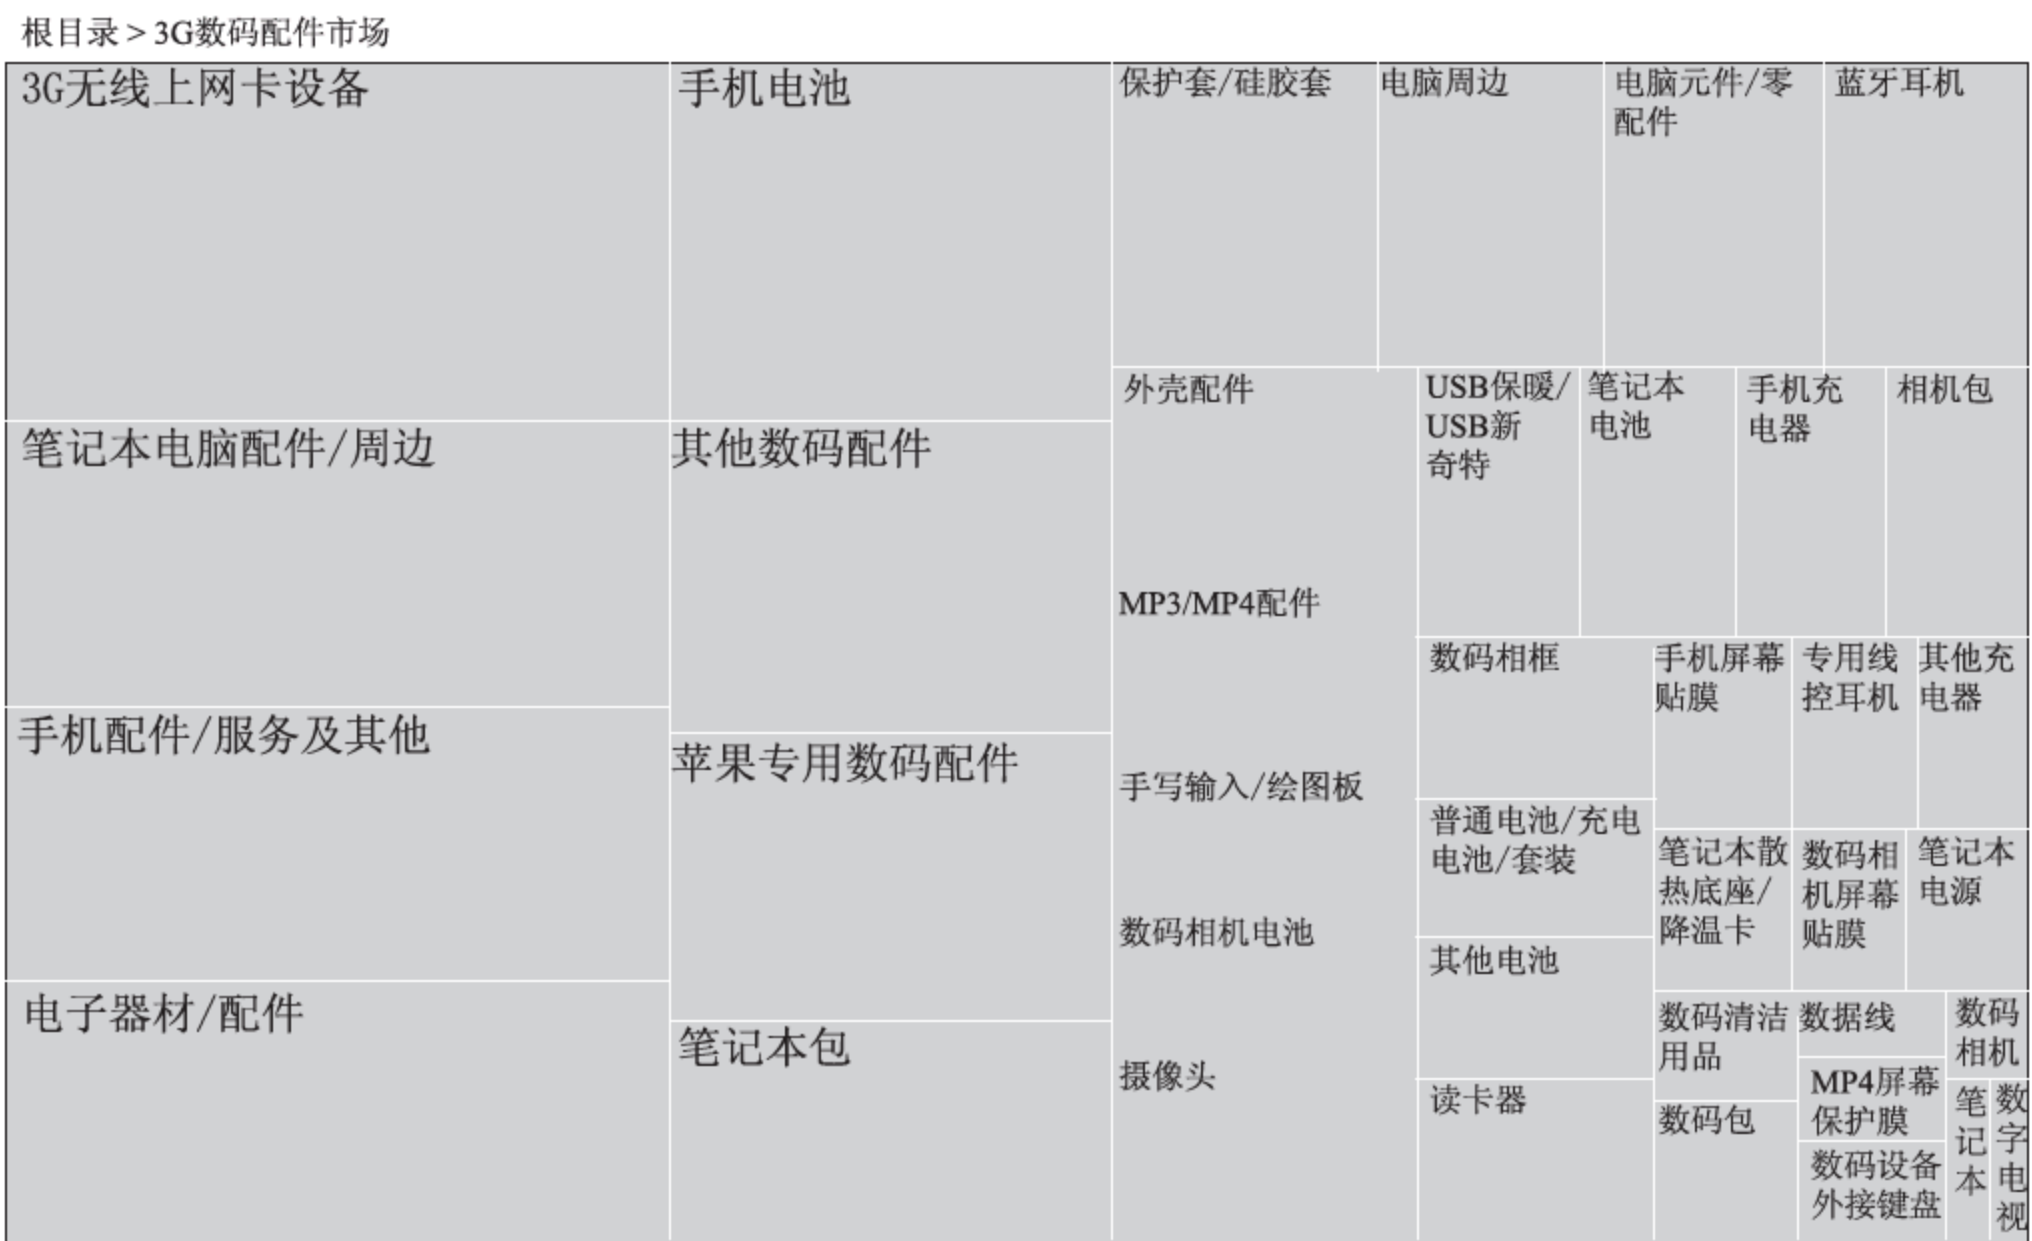 根目录 > 3G数码配件市场
3G无线上网卡设备
笔记本电脑配件/周边
手机配件/服务及其他
电子器材/配件
手机电池
其他数码配件
苹果专用数码配件
笔记本包
保护套/硅胶套
电脑周边
电脑元件/零
配件
蓝牙耳机
外壳配件
MP3/MP4配件
手写输入/绘图板
数码相机电池
摄像头
USB保暖/
USB新
奇特
笔记本
电池
手机充
电器
相机包
数码相框
普通电池/充电
电池/套装
其他电池
读卡器
手机屏幕
贴膜
专用线
控耳机
其他充
电器
笔记本散
热底座/
降温卡
数码相
机屏幕
贴膜
笔记本
电源
数码清洁
用品
数码包
数据线
MP4屏幕
保护膜
数码设备
外接键盘
数码
相机
笔
记
本
数
字
电
视